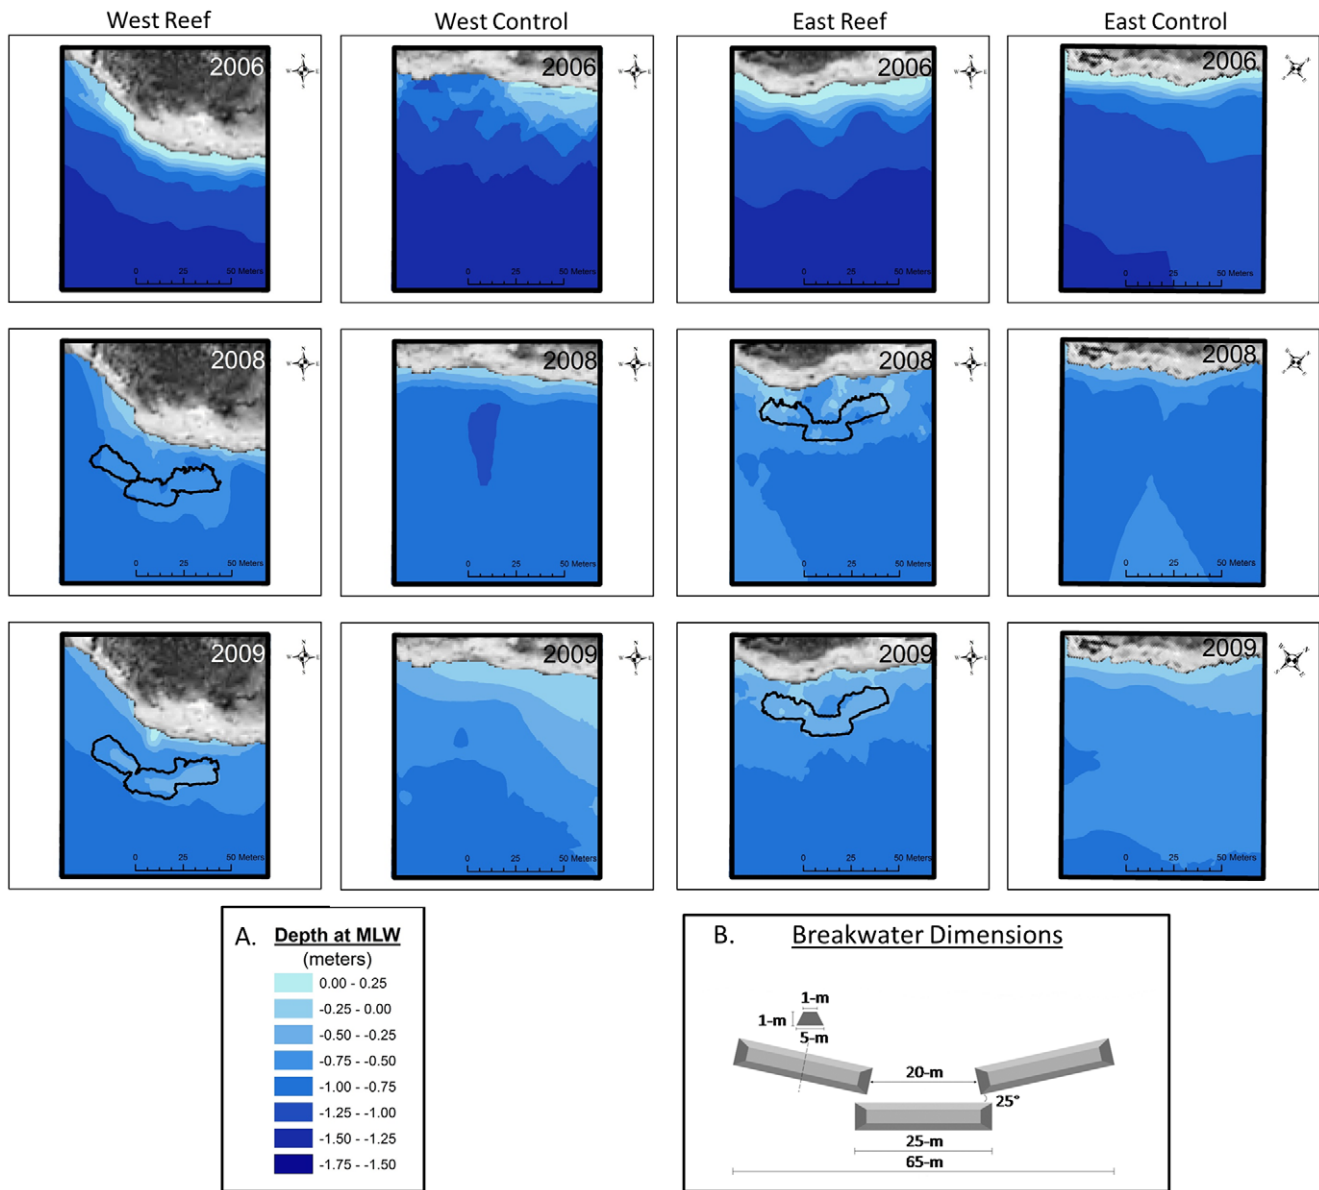 West Reef West Control East Reef East Control
2006 2006 2006 2006
0 25 50 Meters 0 25 50 Meters 0 25 50 Meters 0 25 50 Meters
2008 2008 2008 2008
0 25 50 Meters 0 25 50 Meters 0 25 50 Meters 0 25 50 Meters
2009 2009 2009 2009
0 25 50 Meters 0 25 50 Meters 0 25 50 Meters 0 25 50 Meters
A. Depth at MLW
(meters)
0.00 - 0.25
-0.25 - 0.00
-0.50 - -0.25
-0.75 - -0.50
-1.00 - -0.75
-1.25 - -1.00
-1.50 - -1.25
-1.75 - -1.50
B. Breakwater Dimensions
1-m
1-m
5-m
20-m
25°
25-m
65-m